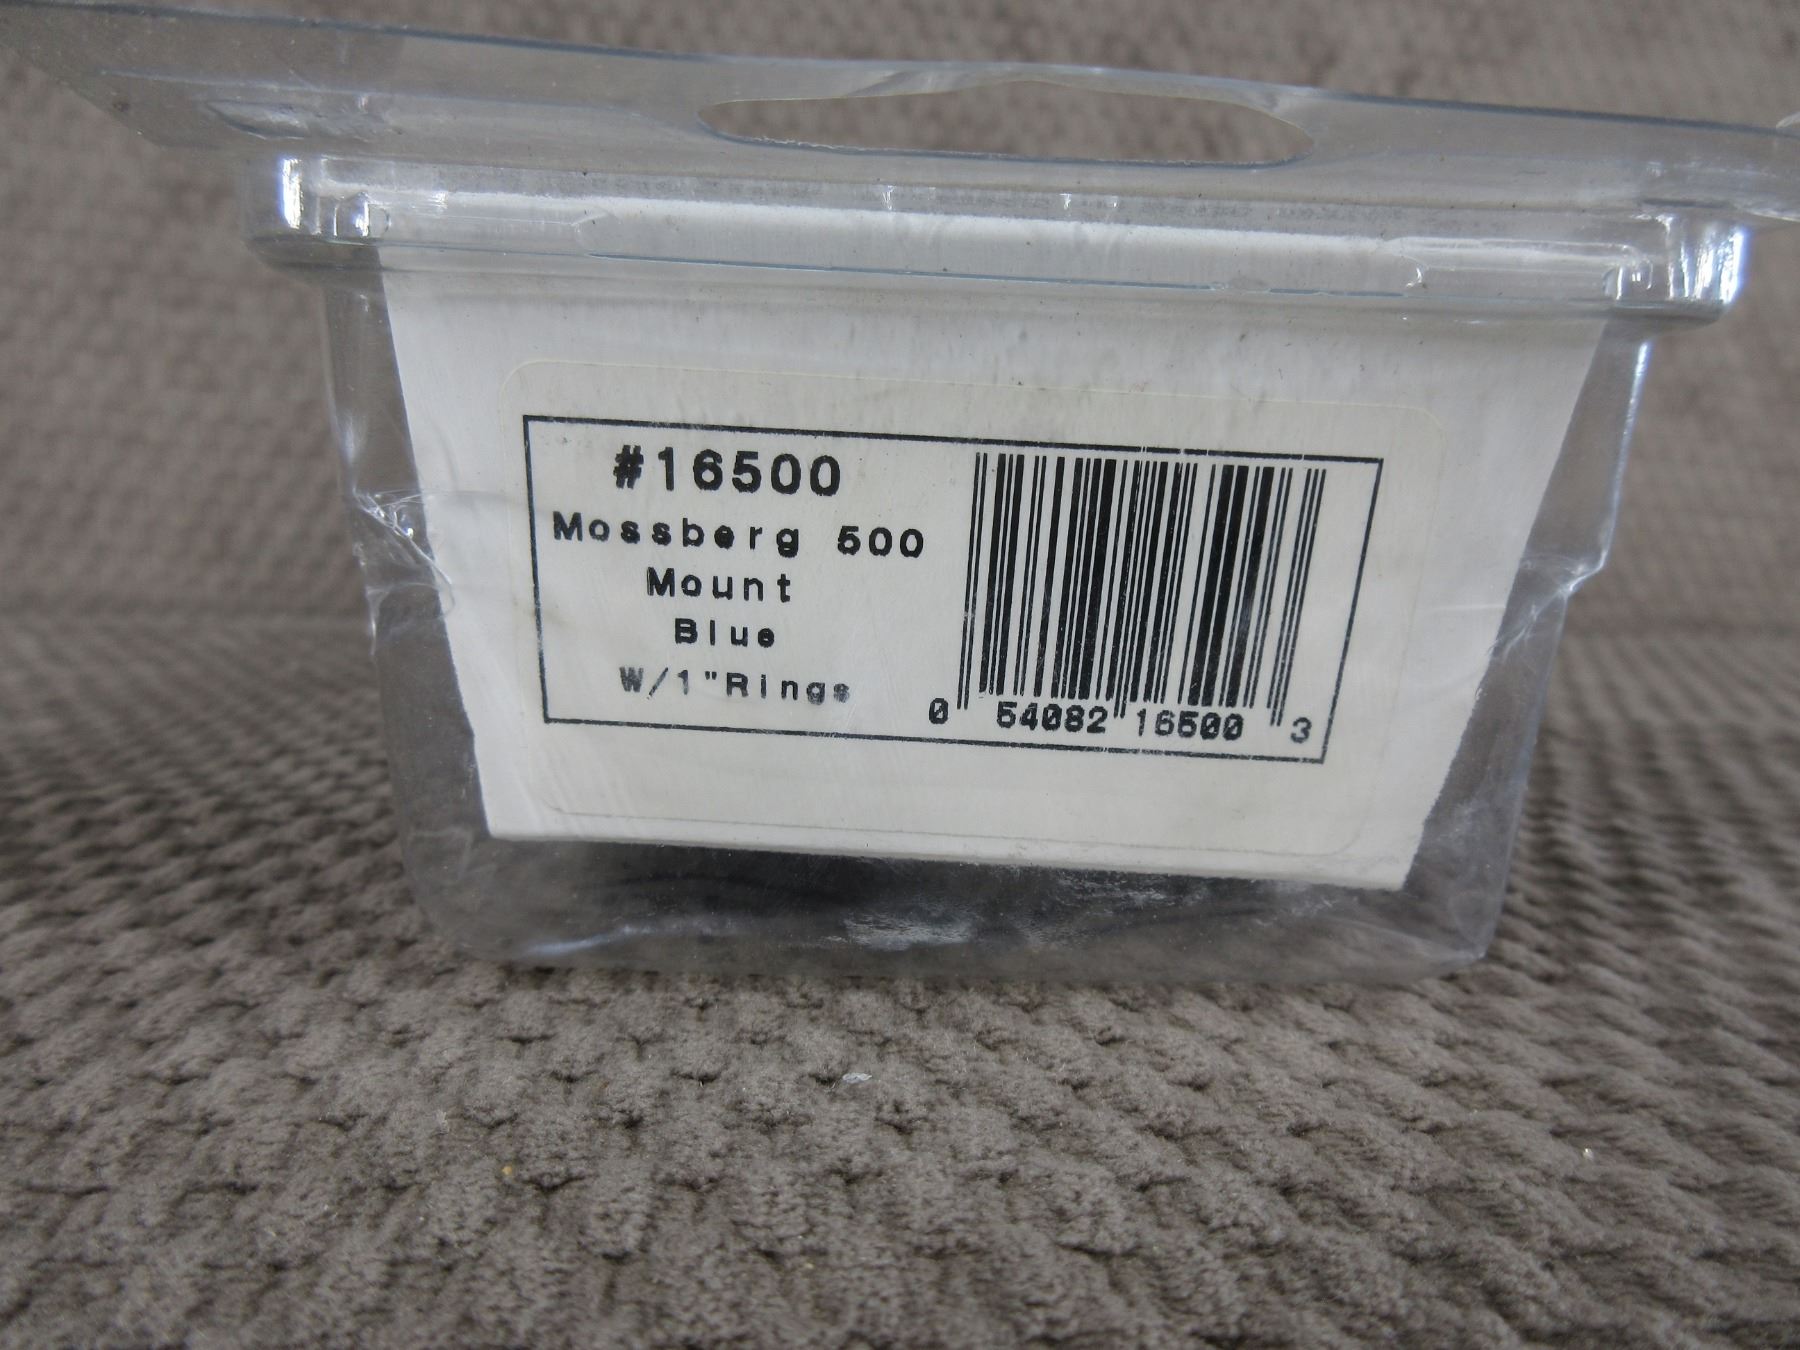 #16500
Mossberg 500
Mount
Blue
W/1"Rings
0 54082 16500 3